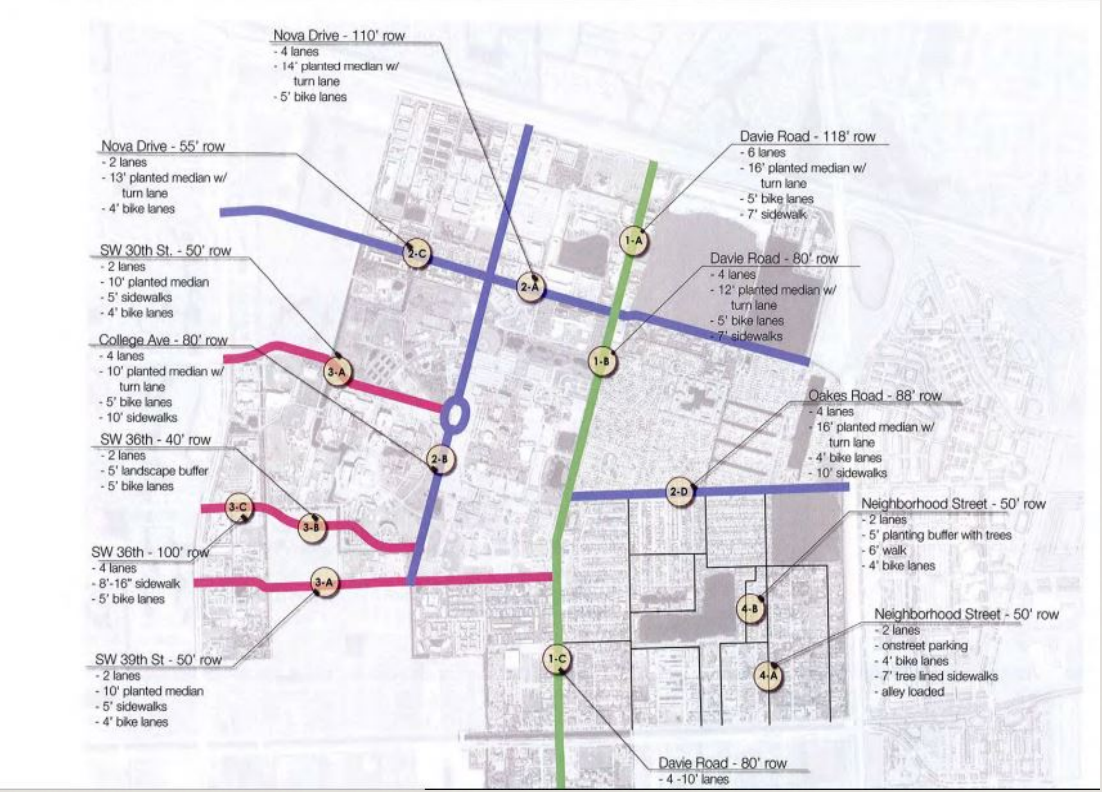 Nova Drive - 110' row
- 4 lanes
- 14' planted median w/
turn lane
- 5' bike lanes
Nova Drive - 55' row
- 2 lanes
- 13' planted median w/
turn lane
- 4' bike lanes
SW 30th St. - 50' row
- 2 lanes
- 10' planted median
- 5' sidewalks
- 4' bike lanes
College Ave - 80' row
- 4 lanes
- 10' planted median w/
turn lane
- 5' bike lanes
- 10' sidewalks
SW 36th - 40' row
- 2 lanes
- 5' landscape buffer
- 5' bike lanes
SW 36th - 100' row
- 4 lanes
- 8'-16" sidewalk
- 5' bike lanes
SW 39th St - 50' row
- 2 lanes
- 10' planted median
- 5' sidewalks
- 4' bike lanes
Davie Road - 118' row
- 6 lanes
- 16' planted median w/
turn lane
- 5' bike lanes
- 7' sidewalk
Davie Road - 80' row
- 4 lanes
- 12' planted median w/
turn lane
- 5' bike lanes
- 7' sidewalks
Oakes Road - 88' row
- 4 lanes
- 16' planted median w/
turn lane
- 4' bike lanes
- 10' sidewalks
Neighborhood Street - 50' row
- 2 lanes
- 5' planting buffer with trees
- 6' walk
- 4' bike lanes
Neighborhood Street - 50' row
- 2 lanes
- onstreet parking
- 4' bike lanes
- 7' tree lined sidewalks
- alley loaded
Davie Road - 80' row
- 4 -10' lanes
1-A
2-C
2-A
1-B
3-A
2-B
2-D
3-C
3-B
3-A
4-B
1-C
4-A